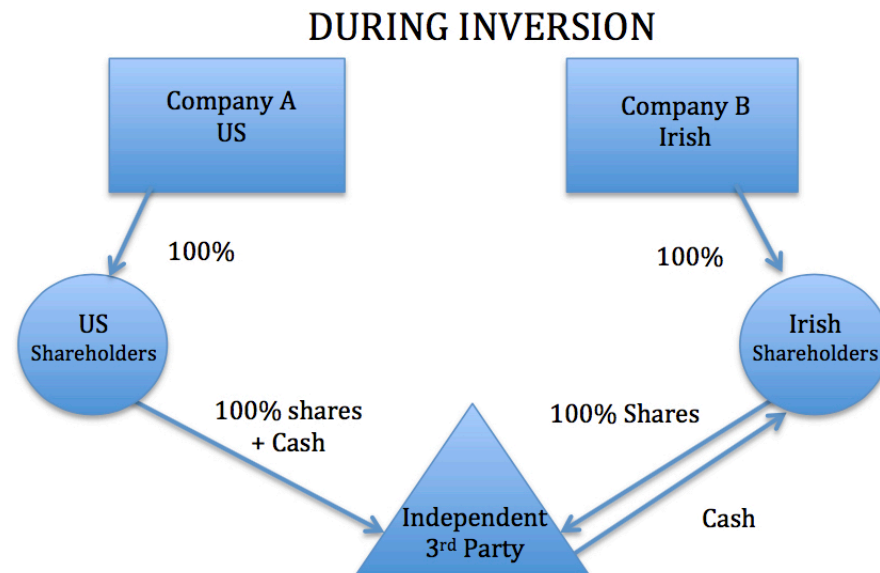 DURING INVERSION
Company A
US
Company B
Irish
100%
100%
US
Shareholders
Irish
Shareholders
100% shares
+ Cash
100% Shares
Cash
Independent
3rd Party